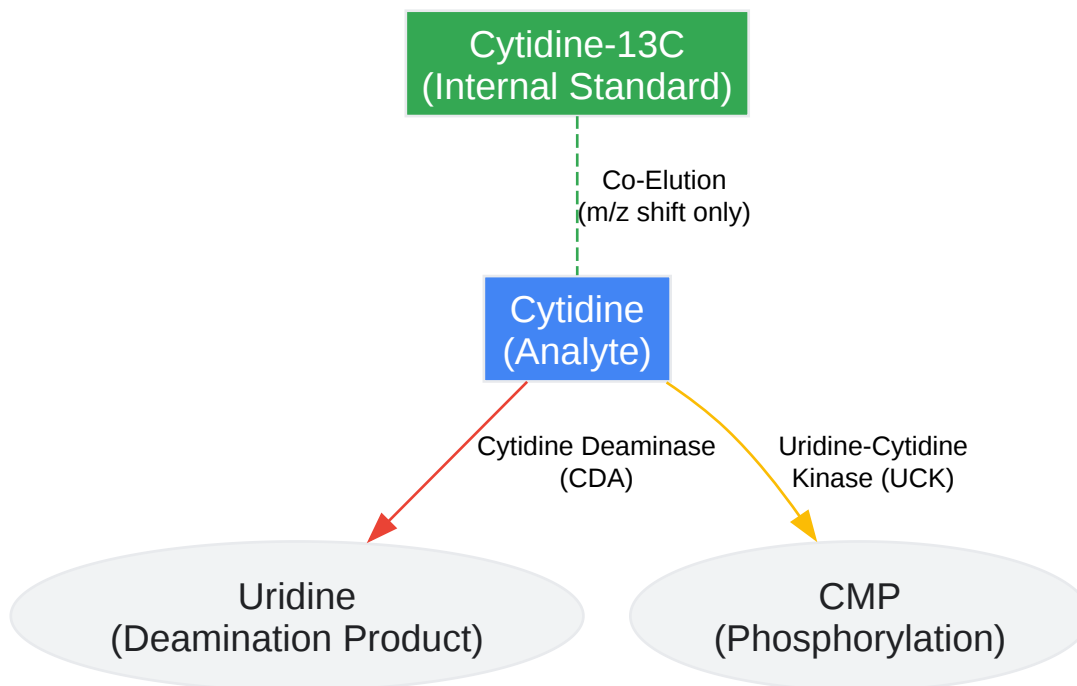 Cytidine-13C
(Internal Standard)
Co-Elution
(m/z shift only)
Cytidine
(Analyte)
Cytidine Deaminase
(CDA)
Uridine-Cytidine
Kinase (UCK)
Uridine
(Deamination Product)
CMP
(Phosphorylation)